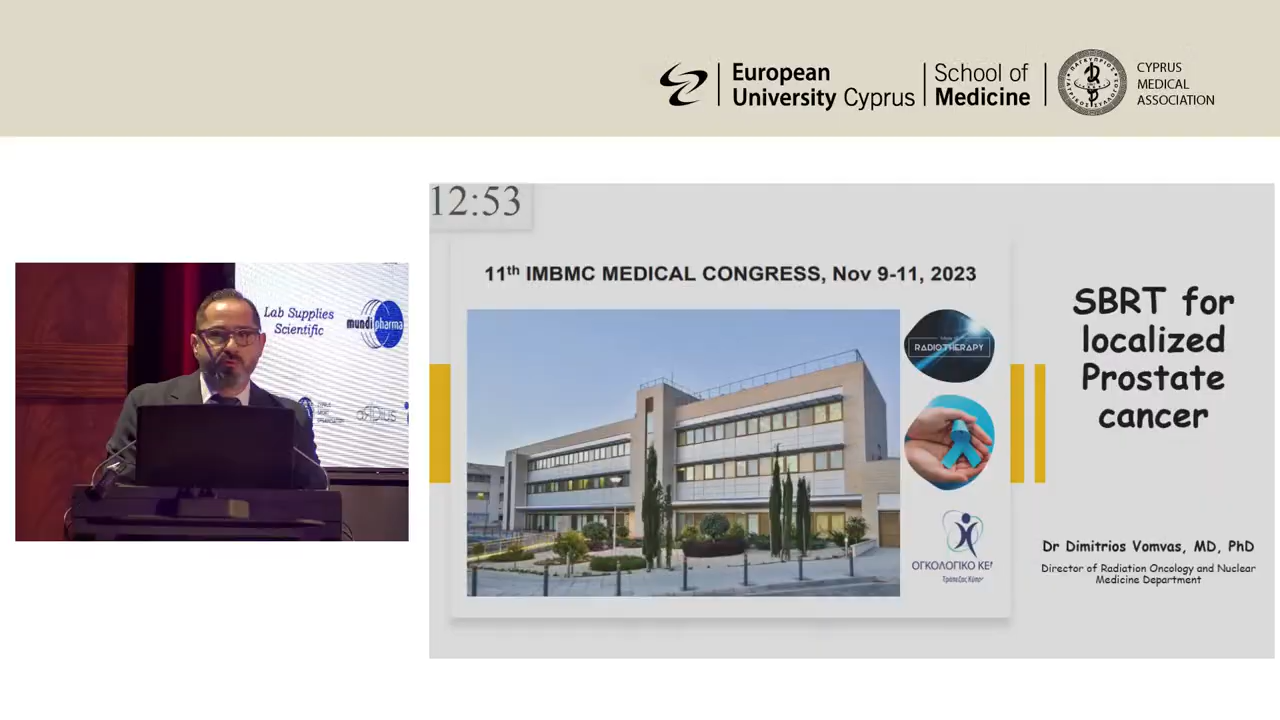 European
University Cyprus
School of
Medicine
CYPRUS
MEDICAL
ASSOCIATION
12:53
11th IMBMC MEDICAL CONGRESS, Nov 9-11, 2023
RADIOTHERAPY
SBRT for
localized
Prostate
cancer
Lab Supplies
Scientific
mundipharma
ΟΓΚΟΛΟΓΙΚΟ ΚΕ
Τράπεζας Κύπρ
Dr Dimitrios Vomvas, MD, PhD
Director of Radiation Oncology and Nuclear
Medicine Department